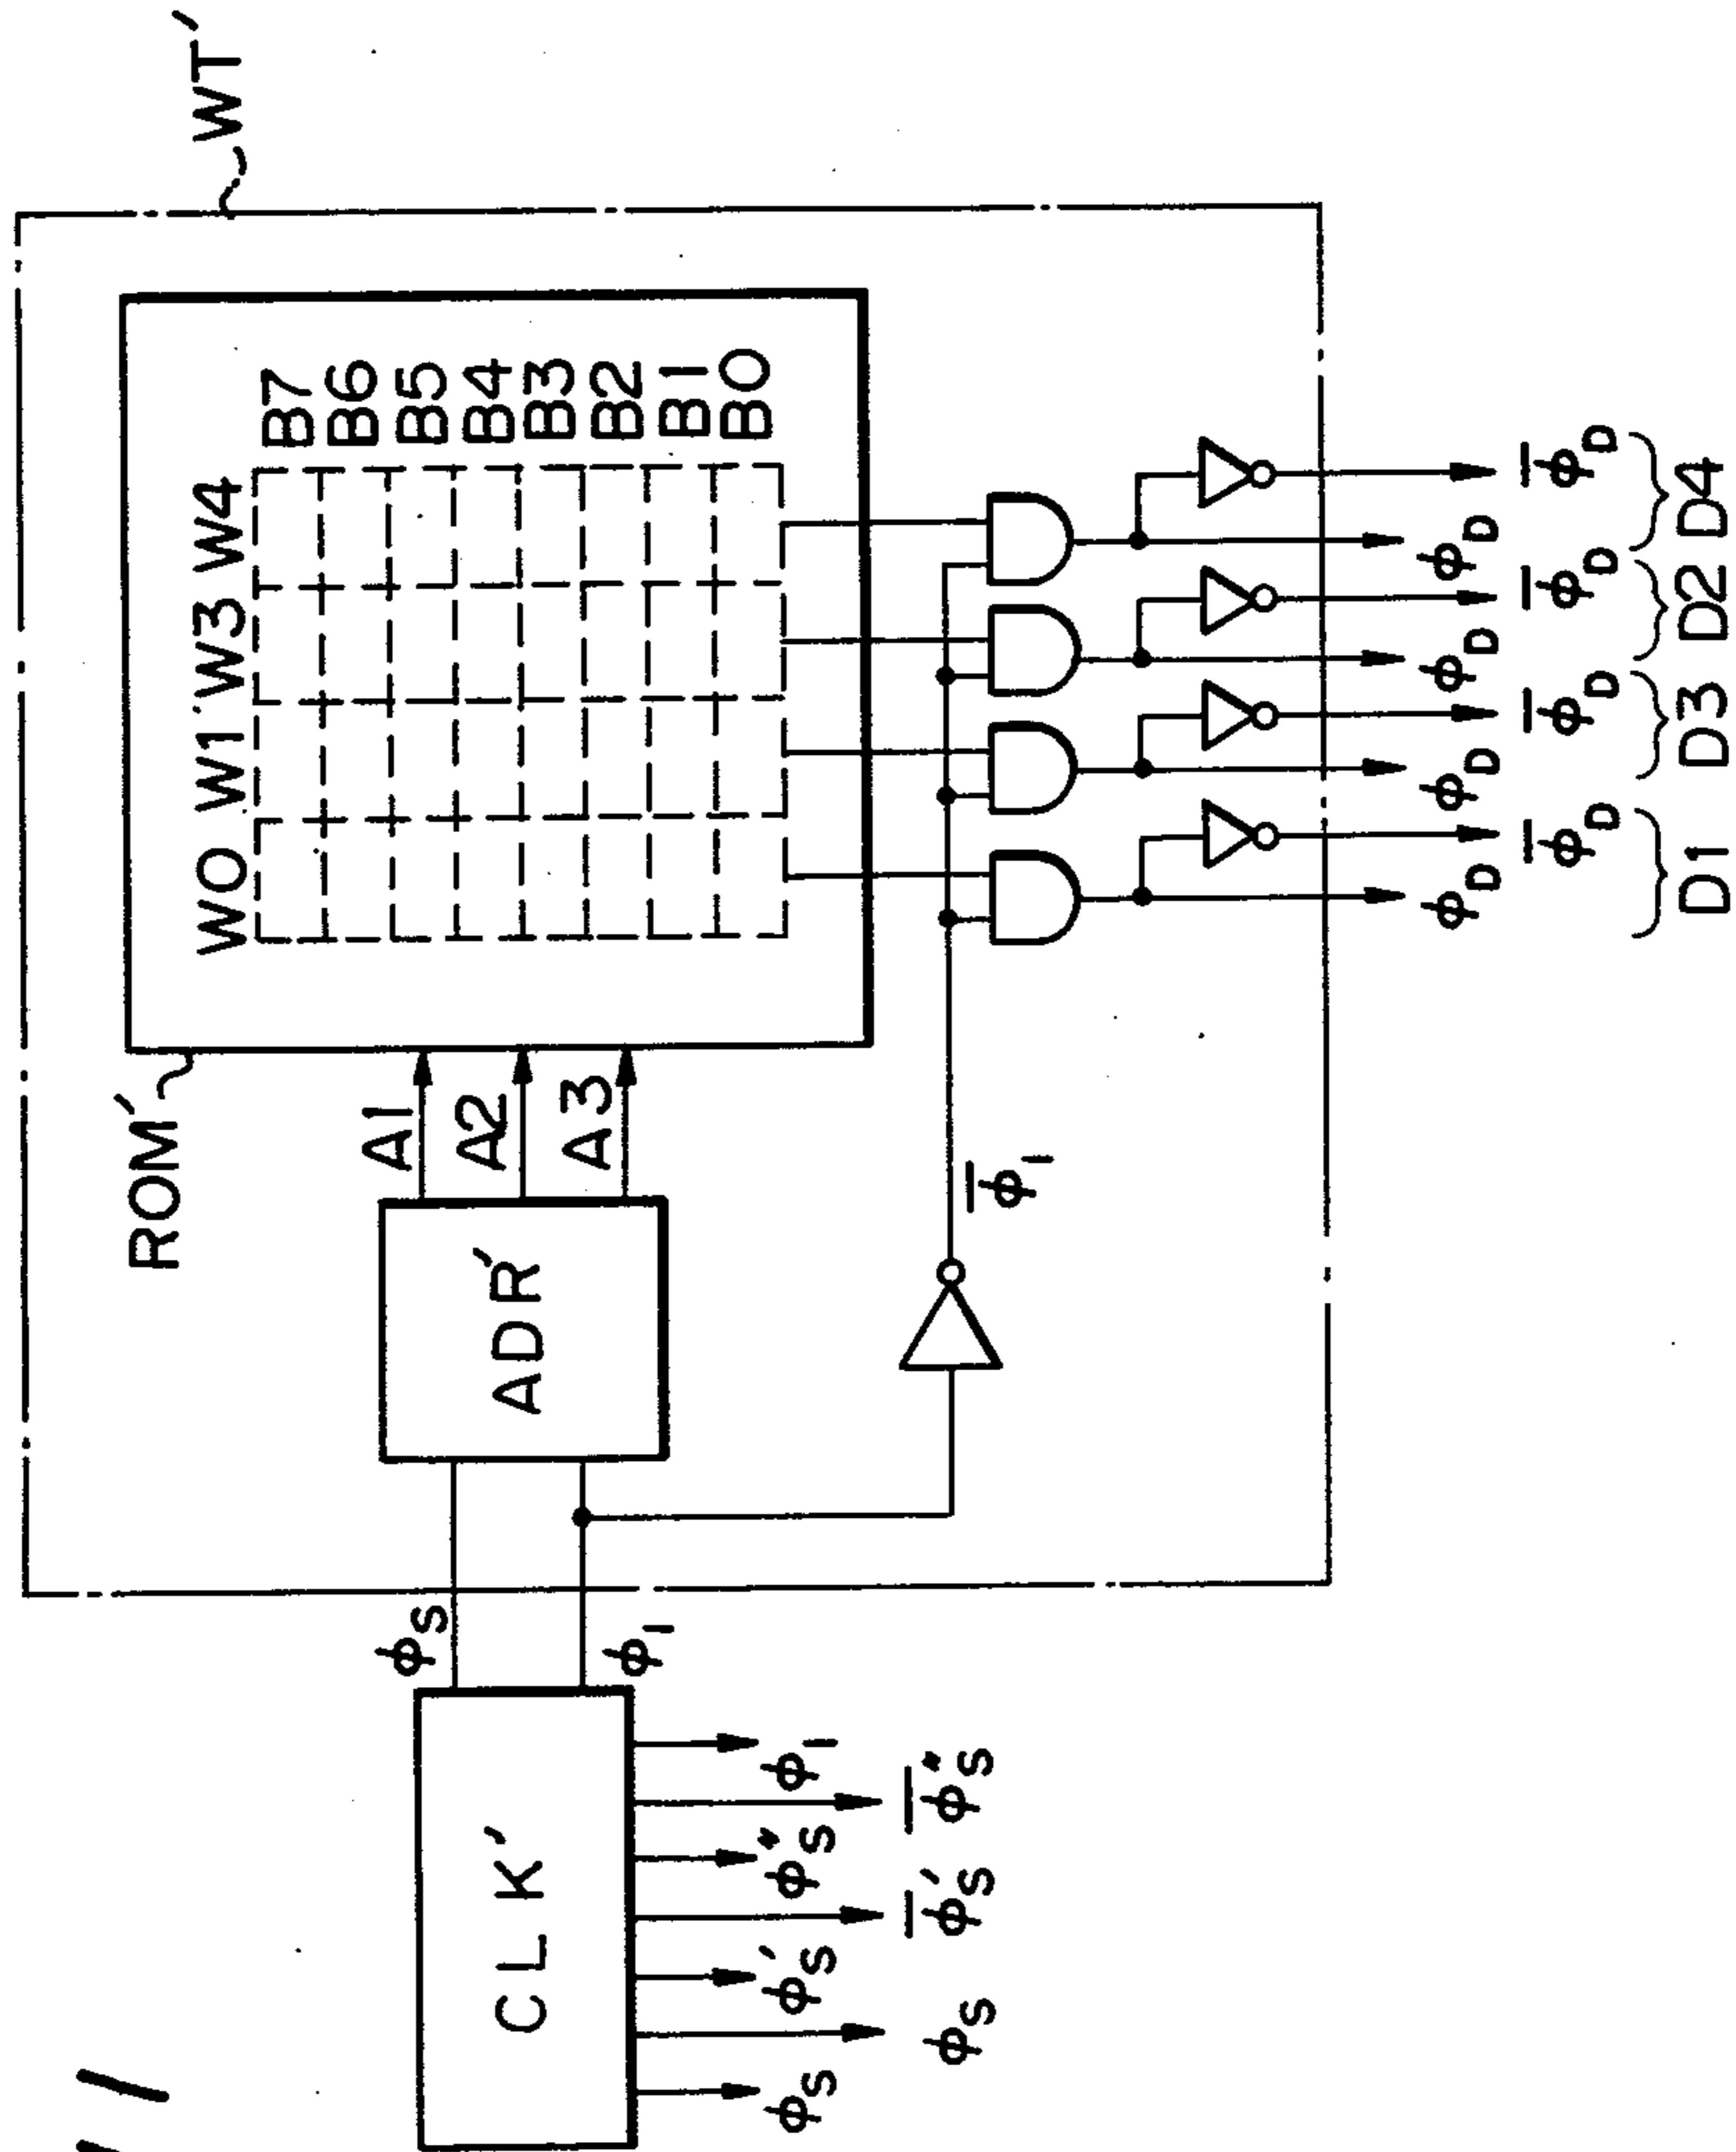 WT′
ROM′
W0 W1 W3 W4
B7
B6
B5
B4
B3
B2
B1
B0
A1
A2
A3
ADR′
CLK′
ϕS
ϕ1
ϕ̅1
ϕS ϕS ϕS′ ϕ̅S′ ϕS″ ϕ̅S″ ϕ1
ϕD ϕ̅D ϕD ϕ̅D ϕD ϕ̅D ϕD ϕ̅D
D1 D3 D2 D4